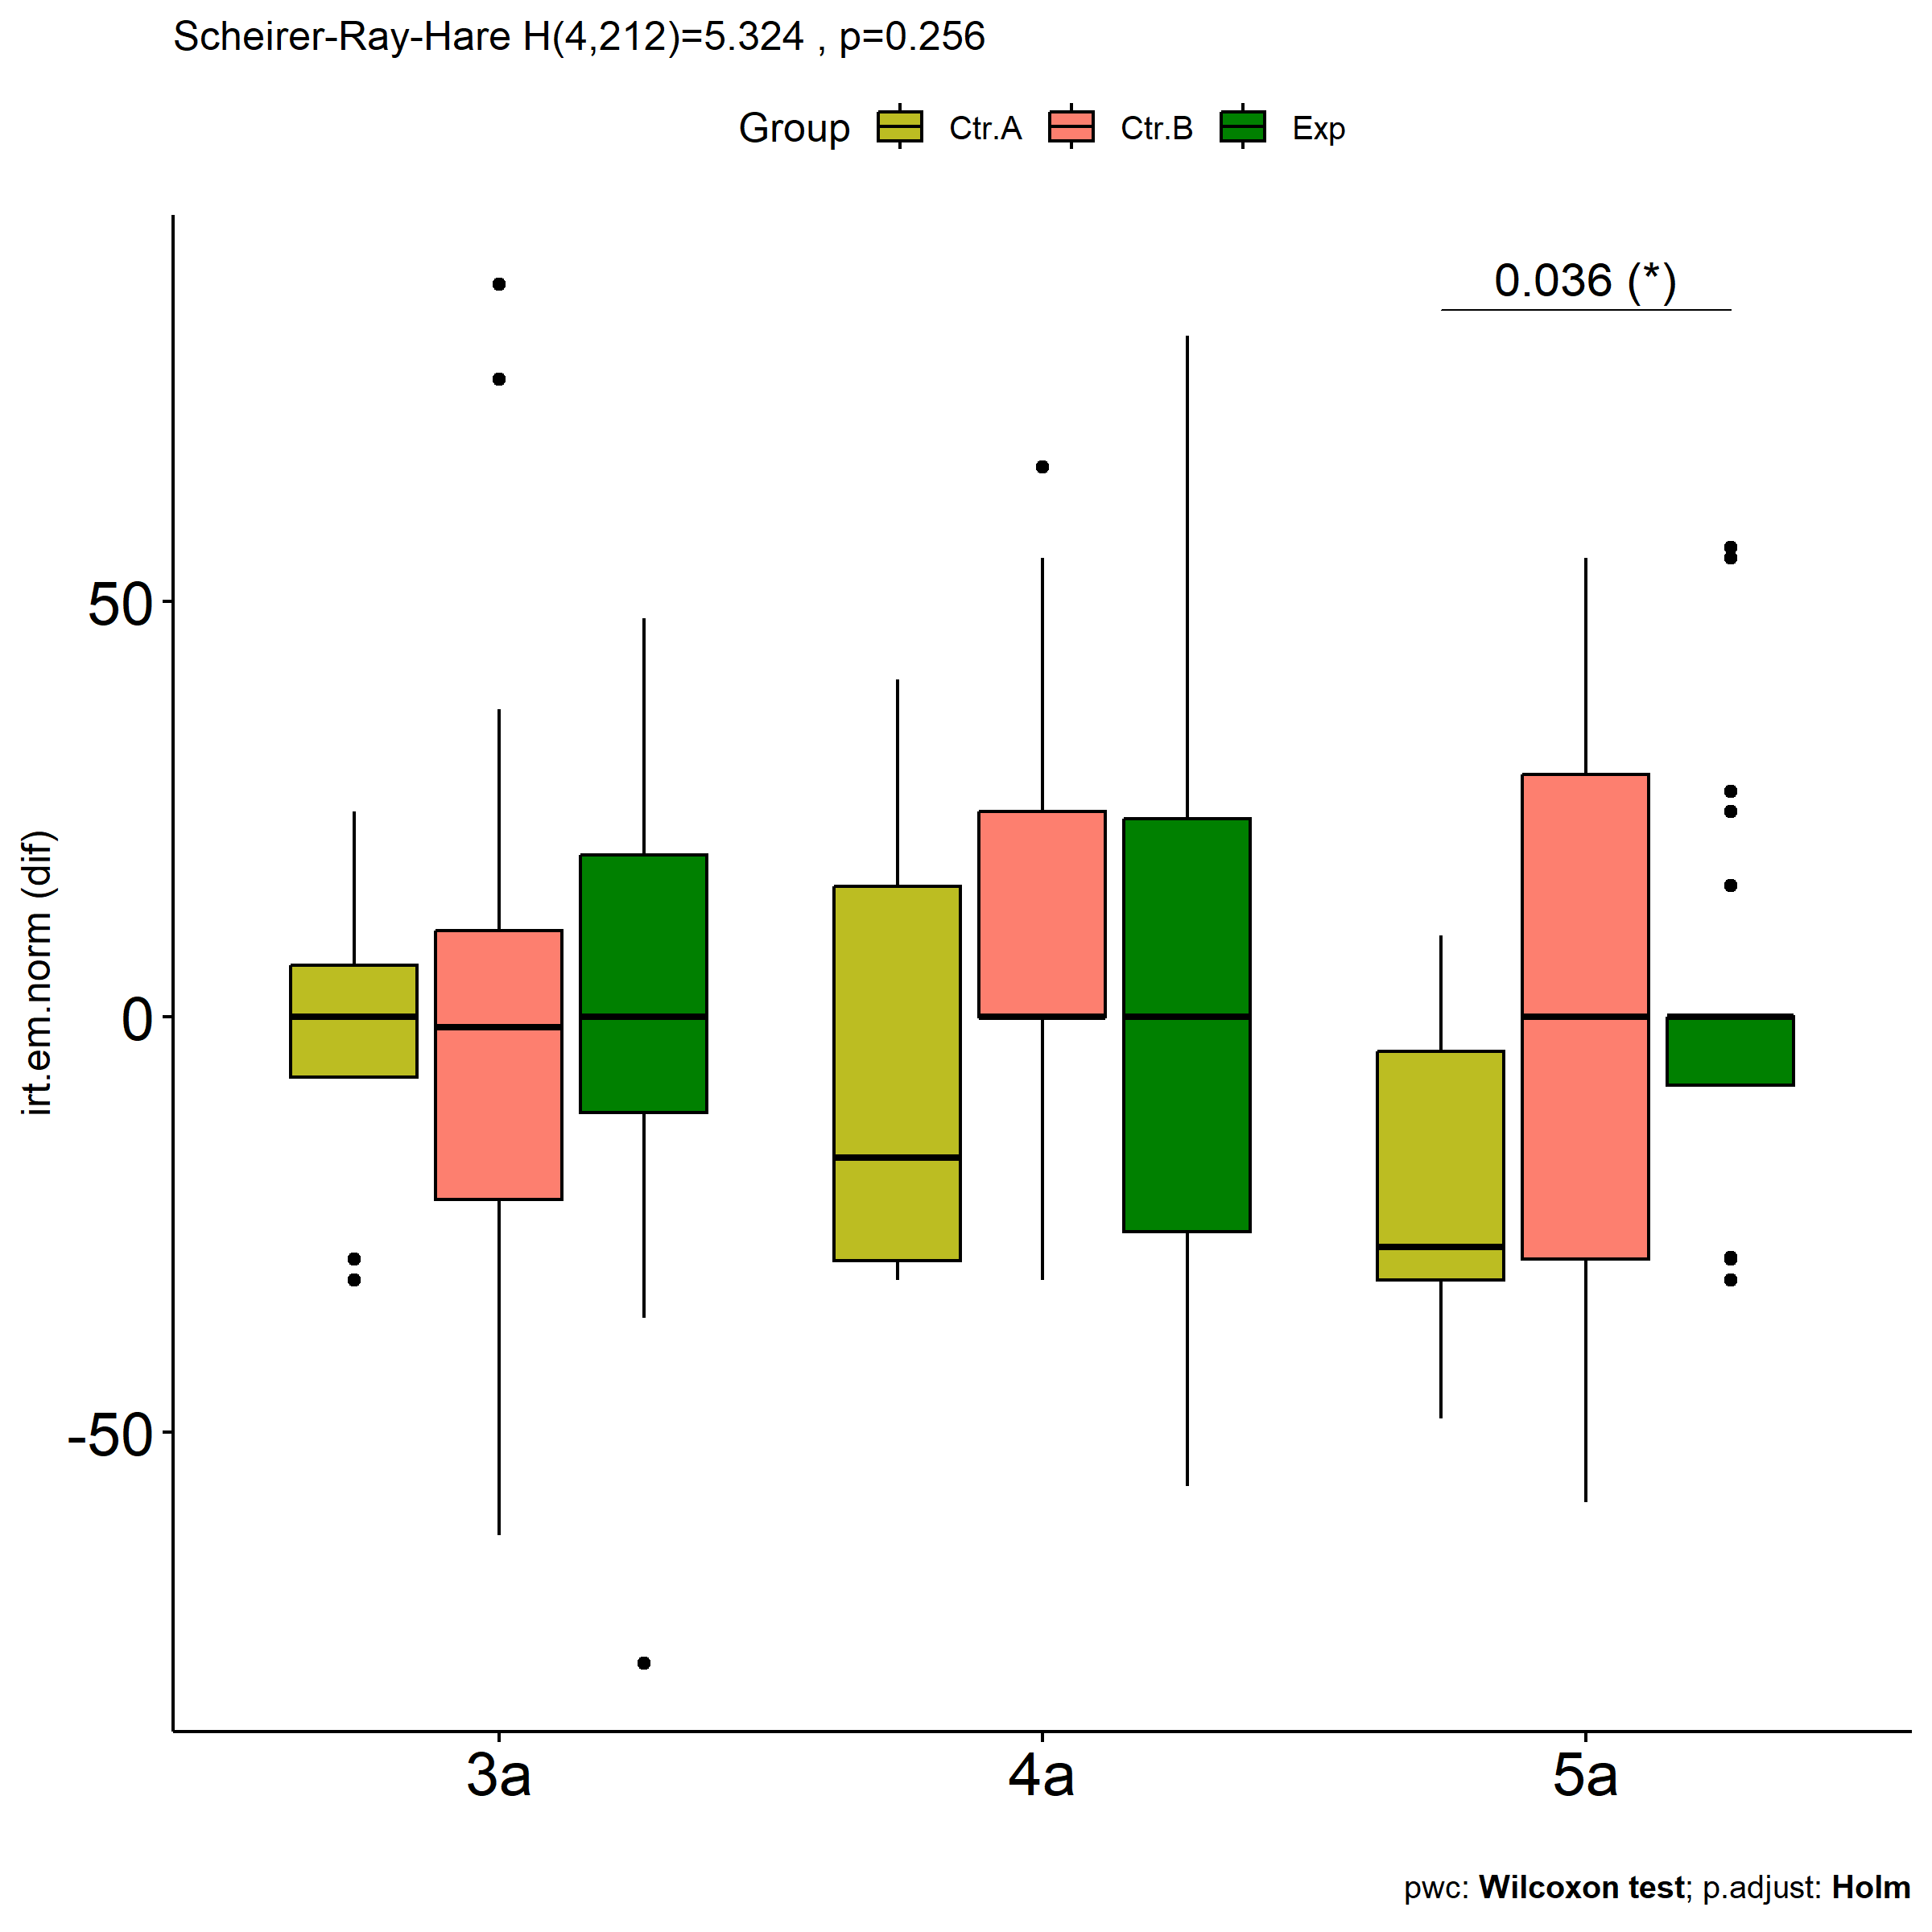 Scheirer-Ray-Hare H(4,212)=5.324 , p=0.256
Group Ctr.A Ctr.B Exp
0.036 (*)
irt.em.norm (dif)
50
0
-50
3a 4a 5a
pwc: Wilcoxon test; p.adjust: Holm